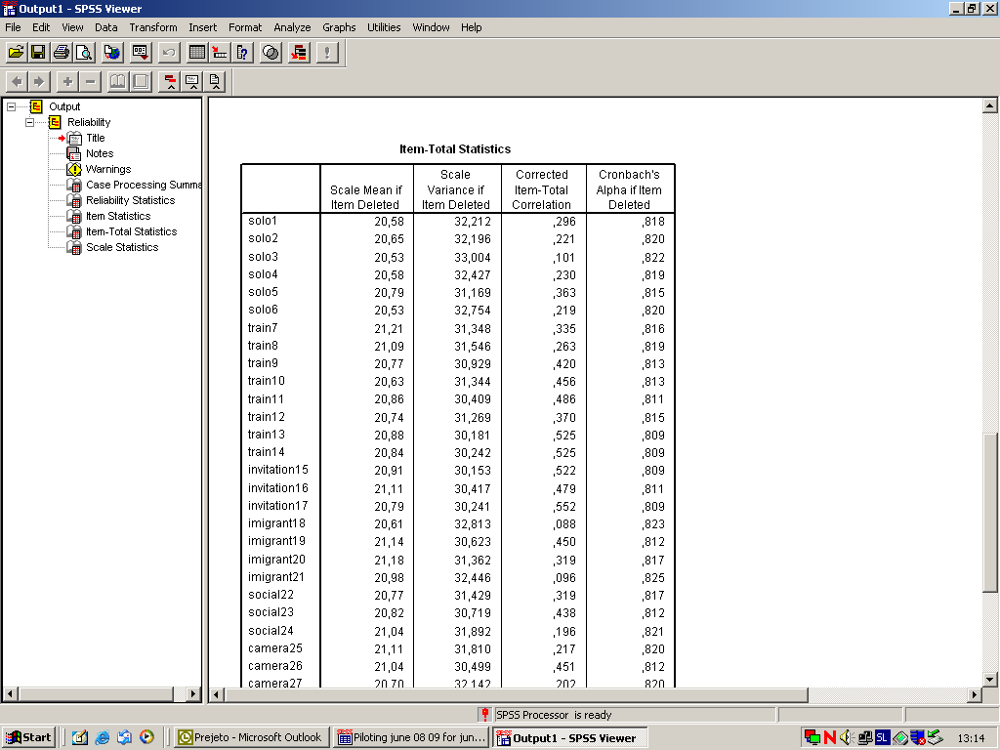 Output1 - SPSS Viewer
File Edit View Data Transform Insert Format Analyze Graphs Utilities Window Help
Output
Reliability
Title
Notes
Warnings
Case Processing Summa
Reliability Statistics
Item Statistics
Item-Total Statistics
Scale Statistics
Item-Total Statistics
Scale Mean if Item Deleted
Scale Variance if Item Deleted
Corrected Item-Total Correlation
Cronbach's Alpha if Item Deleted
solo1 20,58 32,212 ,296 ,818
solo2 20,65 32,196 ,221 ,820
solo3 20,53 33,004 ,101 ,822
solo4 20,58 32,427 ,230 ,819
solo5 20,79 31,169 ,363 ,815
solo6 20,53 32,754 ,219 ,820
train7 21,21 31,348 ,335 ,816
train8 21,09 31,546 ,263 ,819
train9 20,77 30,929 ,420 ,813
train10 20,63 31,344 ,456 ,813
train11 20,86 30,409 ,486 ,811
train12 20,74 31,269 ,370 ,815
train13 20,88 30,181 ,525 ,809
train14 20,84 30,242 ,525 ,809
invitation15 20,91 30,153 ,522 ,809
invitation16 21,11 30,417 ,479 ,811
invitation17 20,79 30,241 ,552 ,809
imigrant18 20,61 32,813 ,088 ,823
imigrant19 21,14 30,623 ,450 ,812
imigrant20 21,18 31,362 ,319 ,817
imigrant21 20,98 32,446 ,096 ,825
social22 20,77 31,429 ,319 ,817
social23 20,82 30,719 ,438 ,812
social24 21,04 31,892 ,196 ,821
camera25 21,11 31,810 ,217 ,820
camera26 21,04 30,499 ,451 ,812
camera27 20,70 32,142 ,202 ,820
SPSS Processor is ready
Start
Prejeto - Microsoft Outlook
Piloting june 08 09 for jun...
Output1 - SPSS Viewer
SL
13:14